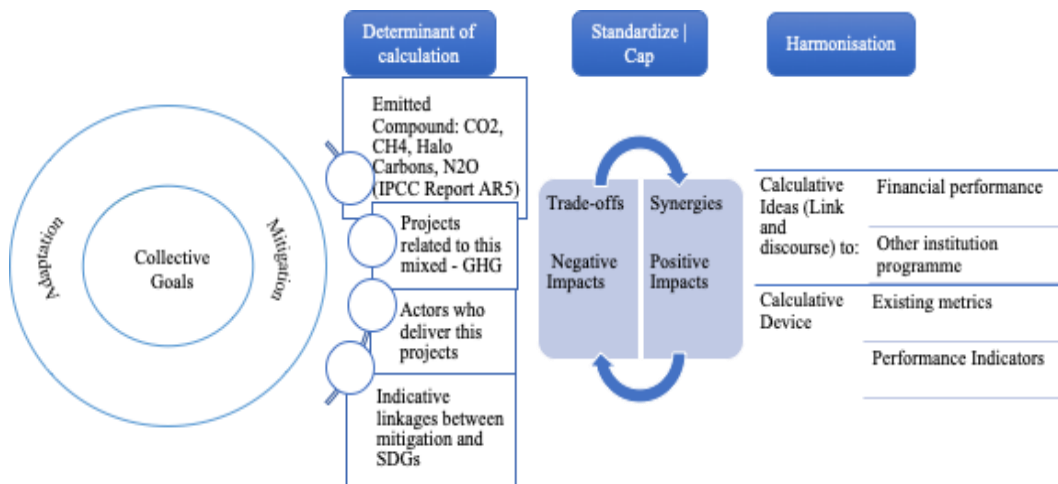 Determinant of
calculation
Standardize |
Cap
Harmonisation
Adaptation
Collective
Goals
Mitigation
Emitted
Compound: CO2,
CH4, Halo
Carbons, N2O
(IPCC Report AR5)
Projects
related to this
mixed - GHG
Actors who
deliver this
projects
Indicative
linkages between
mitigation and
SDGs
Trade-offs
Negative
Impacts
Synergies
Positive
Impacts
Calculative
Ideas (Link
and
discourse) to:
Financial performance
Other institution
programme
Calculative
Device
Existing metrics
Performance Indicators